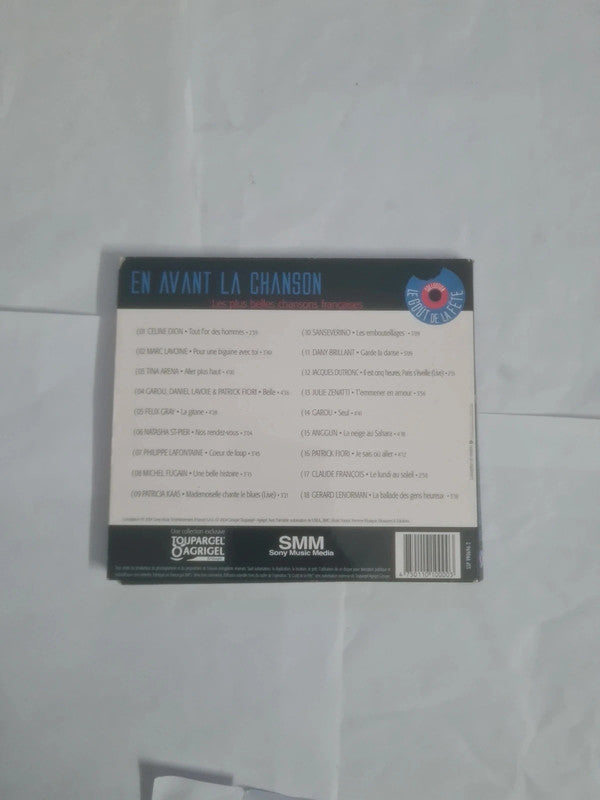 EN AVANT LA CHANSON
Les plus belles chansons françaises
COLLECTION
LE GOÛT DE LA FÊTE
(01 CELINE DION • Tout l'or des hommes •
(02 MARC LAVOINE • Pour une biguine avec toi •
(03 TINA ARENA • Aller plus haut •
(04 GAROU, DANIEL LAVOIE & PATRICK FIORI • Belle •
(05 FELIX GRAY • La gitane •
(06 NATASHA ST-PIER • Nos rendez-vous •
(07 PHILIPPE LAFONTAINE • Coeur de loup •
(08 MICHEL FUGAIN • Une belle histoire •
(09 PATRICIA KAAS • Mademoiselle chante le blues (Live) •
(10 SANSEVERINO • Les embouteillages •
(11 DANY BRILLANT • Garde la danse •
(12 JACQUES DUTRONC • Il est cinq heures, Paris s'éveille (Live) •
(13 JULIE ZENATTI • T'emmener en amour •
(14 GAROU • Seul •
(15 ANGGUN • La neige au Sahara •
(16 PATRICK FIORI • Je sais où aller •
(17 CLAUDE FRANÇOIS • Le lundi au soleil •
(18 GERARD LENORMAN • La ballade des gens heureux •
Une collection exclusive
TOUPARGEL
AGRIGEL
SMM
Sony Music Media